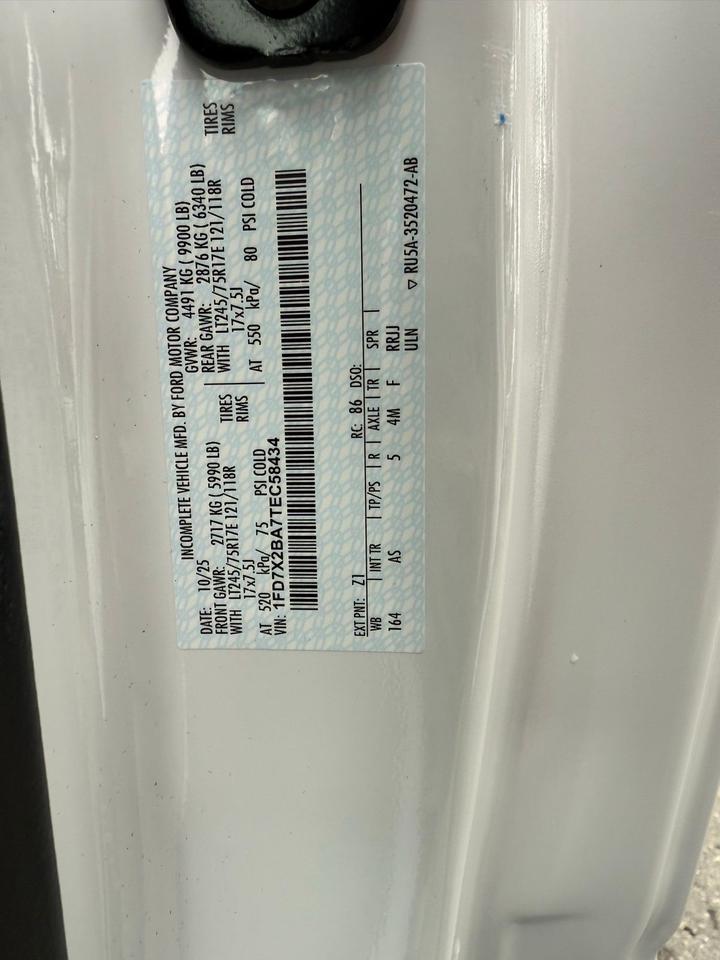 INCOMPLETE VEHICLE MFD. BY FORD MOTOR COMPANY
DATE: 10/25 GVWR: 4491 KG ( 9900 LB)
FRONT GAWR: 2717 KG ( 5990 LB) REAR GAWR: 2876 KG ( 6340 LB)
WITH LT245/75R17E 121/118R TIRES WITH LT245/75R17E 121/118R TIRES
17x7.5J RIMS 17x7.5J RIMS
AT 520 kPa/ 75 PSI COLD AT 550 kPa/ 80 PSI COLD
VIN: 1FD7X2BA7TEC58434
EXT PNT: Z1 RC: 86 DSO:
WB INT TR TP/PS R AXLE TR SPR
164 AS 5 4M F RRJJ
ULN ▽ RU5A-3520472-AB